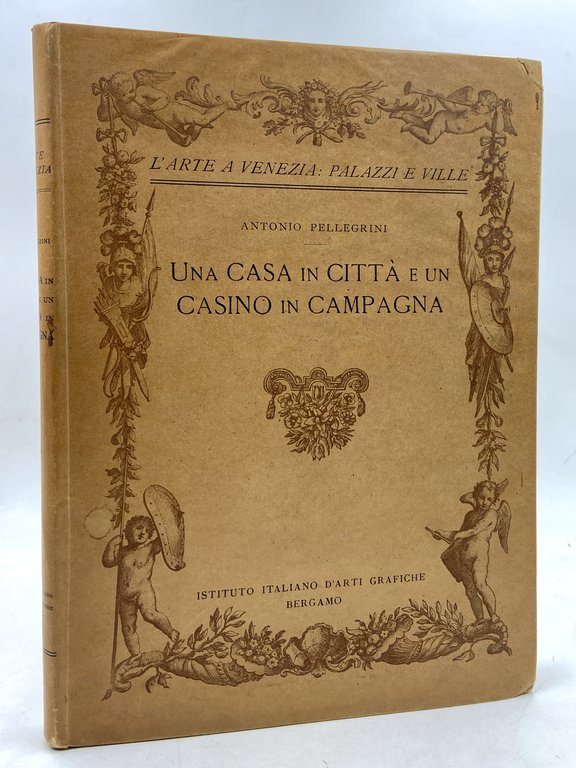 L'ARTE A VENEZIA: PALAZZI E VILLE
ANTONIO PELLEGRINI
UNA CASA IN CITTÀ E UN
CASINO IN CAMPAGNA
ISTITUTO ITALIANO D'ARTI GRAFICHE
BERGAMO